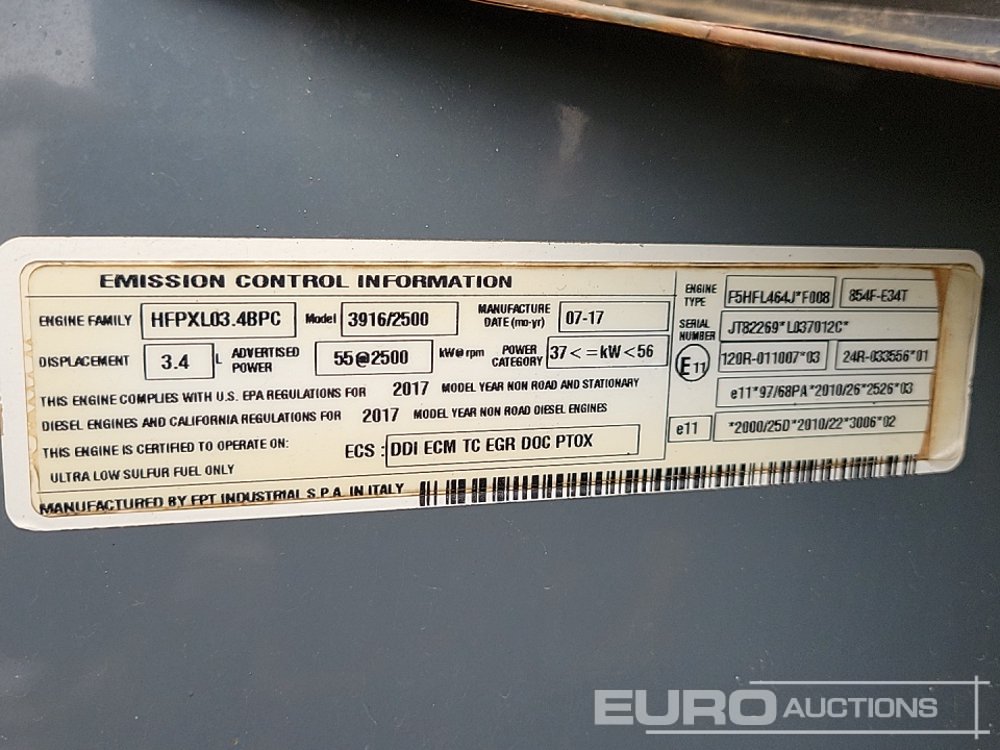 EMISSION CONTROL INFORMATION
ENGINE FAMILY HFPXL03.4BPC Model 3916/2500 MANUFACTURE DATE (mo-yr) 07-17
DISPLACEMENT 3.4 L ADVERTISED POWER 55@2500 kW@rpm POWER CATEGORY 37<=kW<56
THIS ENGINE COMPLIES WITH U.S. EPA REGULATIONS FOR 2017 MODEL YEAR NON ROAD AND STATIONARY
DIESEL ENGINES AND CALIFORNIA REGULATIONS FOR 2017 MODEL YEAR NON ROAD DIESEL ENGINES
THIS ENGINE IS CERTIFIED TO OPERATE ON: ECS : DDI ECM TC EGR DOC PTOX
ULTRA LOW SULFUR FUEL ONLY
MANUFACTURED BY FPT INDUSTRIAL S.P.A. IN ITALY
ENGINE TYPE F5HFL464J*F008 854F-E34T
SERIAL NUMBER JT82269*L037012C*
E11 120R-011007*03 24R-033556*01
e11*97/68PA*2010/26*2526*03
e11 *2000/25D*2010/22*3006*02
EURO AUCTIONS